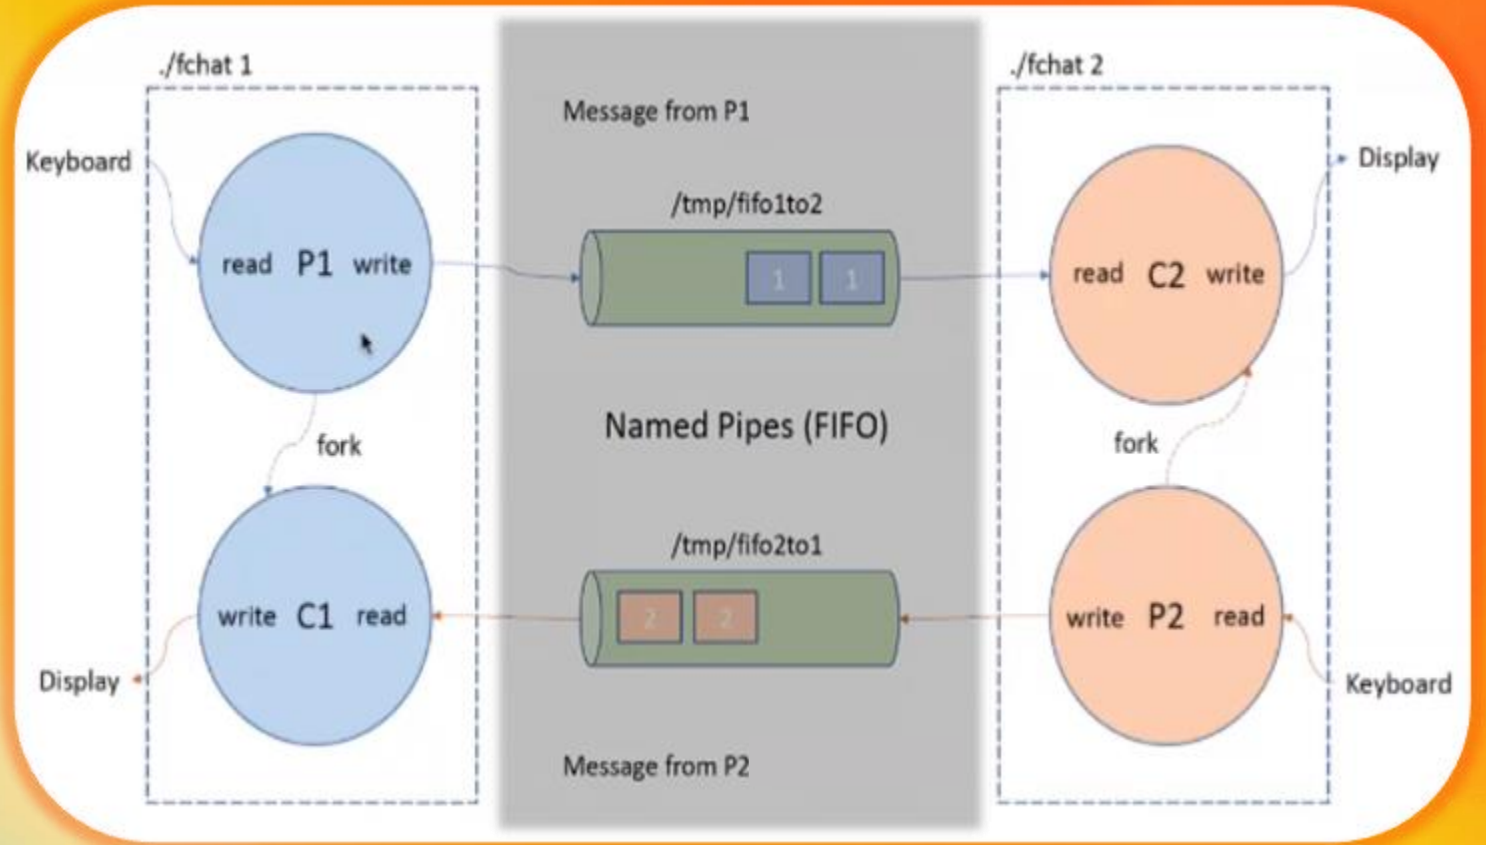 ./fchat 1
./fchat 2
Message from P1
Keyboard
Display
/tmp/fifo1to2
read P1 write
1 1
read C2 write
Named Pipes (FIFO)
fork
fork
/tmp/fifo2to1
write C1 read
2 2
write P2 read
Display
Keyboard
Message from P2